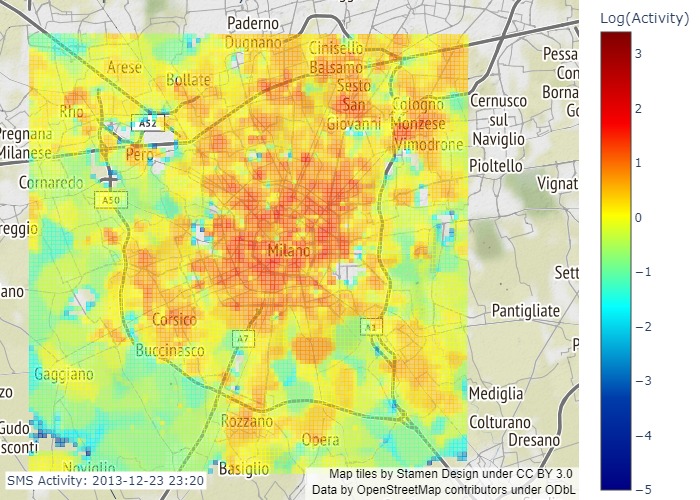 Log(Activity)
3
2
1
0
−1
−2
−3
−4
−5
Paderno
Dugnano
Cinisello
Balsamo
Arese
Bollate
Sesto
San
Giovanni
Rho
A52
Pero
Cologno
Monzese
Vimodrone
Cernusco
sul
Naviglio
Pessa
Con
Borna
Go
Pregnana
Milanese
Cornaredo
A50
Pioltello
Vignat
reggio
Milano
Sett
ano
Pantigliate
Corsico
Buccinasco
A7
A1
P
Gaggiano
zo
Mediglia
Rozzano
Opera
Colturano
Dresano
Gudo
sconti
Noviglio
Basiglio
SMS Activity: 2013-12-23 23:20
Map tiles by Stamen Design under CC BY 3.0
Data by OpenStreetMap contributors under ODbL